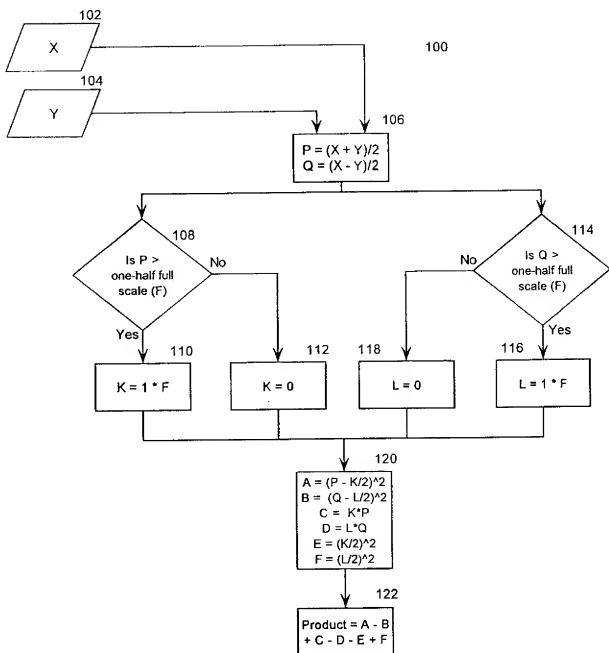 102
X
100
104
Y
106
P = (X + Y)/2
Q = (X - Y)/2
108
Is P >
one-half full
scale (F)
No
Yes
114
Is Q >
one-half full
scale (F)
No
Yes
110
K = 1 * F
112
K = 0
118
L = 0
116
L = 1 * F
120
A = (P - K/2)^2
B = (Q - L/2)^2
C = K*P
D = L*Q
E = (K/2)^2
F = (L/2)^2
122
Product = A - B
+ C - D - E + F